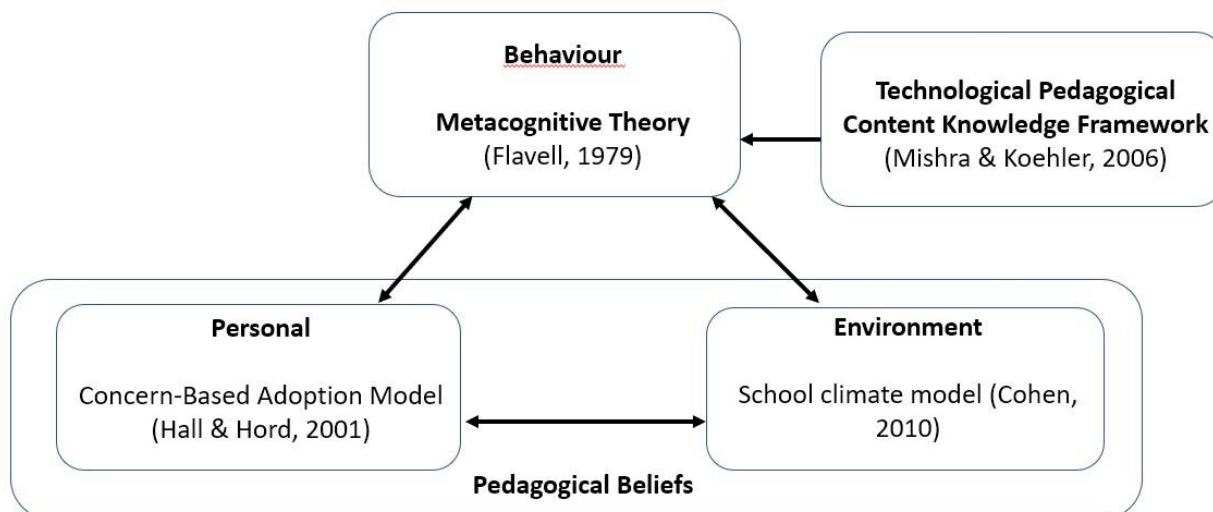 Behaviour
Metacognitive Theory
(Flavell, 1979)
Technological Pedagogical
Content Knowledge Framework
(Mishra & Koehler, 2006)
Personal
Concern-Based Adoption Model
(Hall & Hord, 2001)
Environment
School climate model (Cohen,
2010)
Pedagogical Beliefs